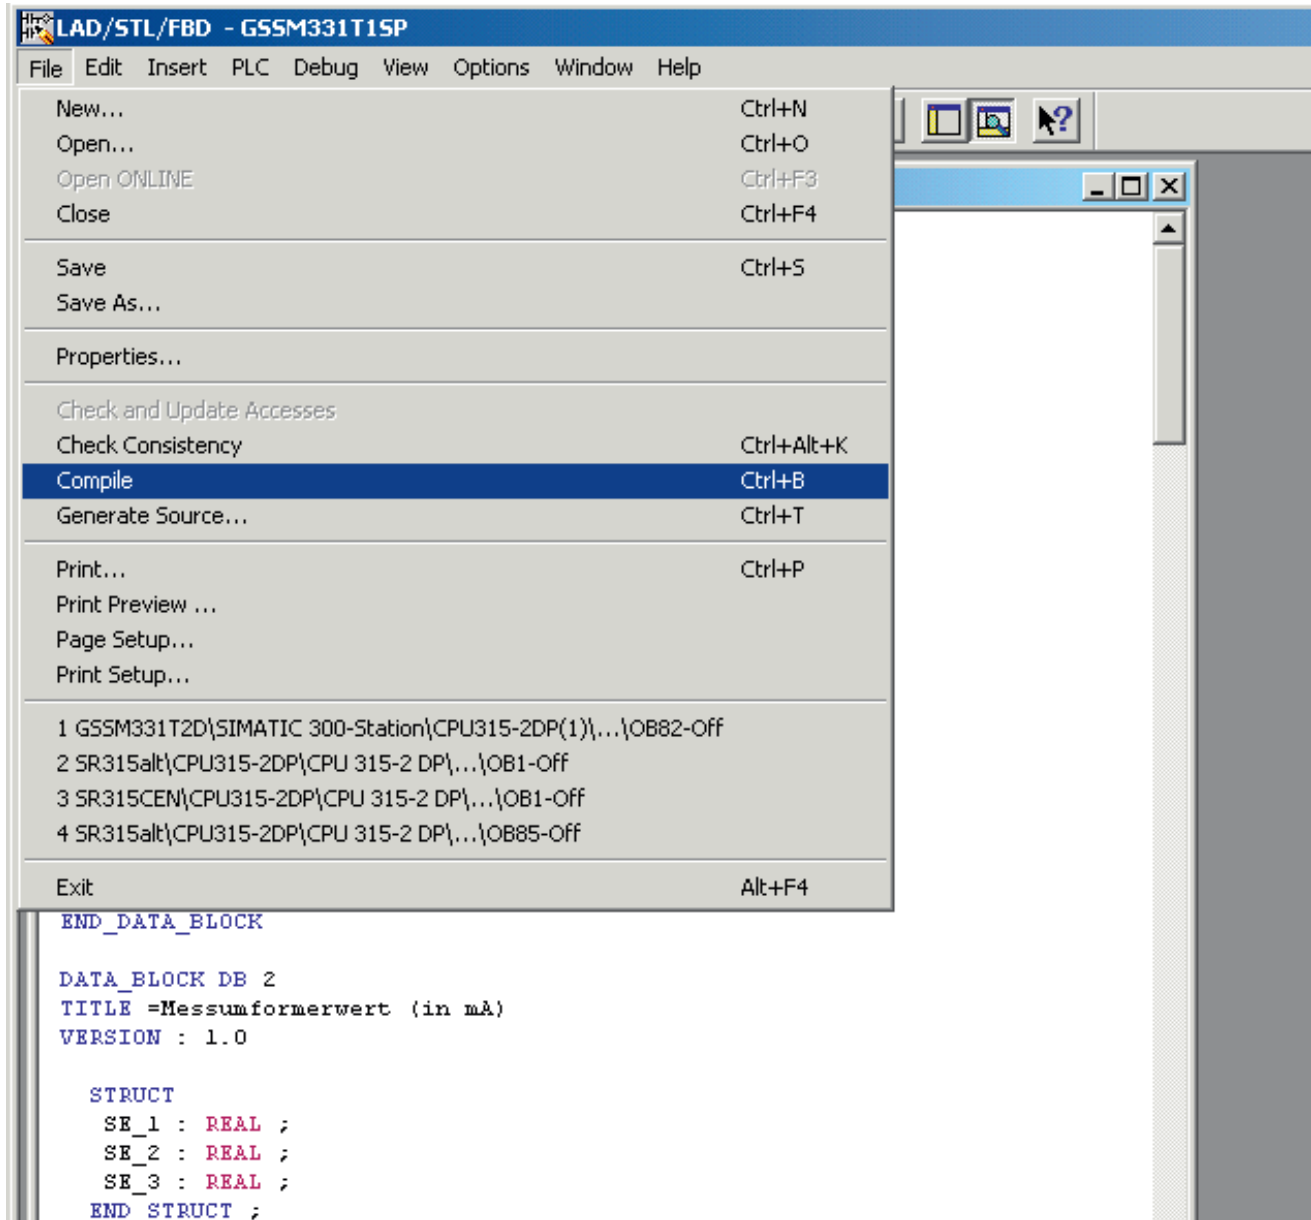 LAD/STL/FBD - GSSM331T1SP
File Edit Insert PLC Debug View Options Window Help
New... Ctrl+N
Open... Ctrl+O
Open ONLINE Ctrl+F3
Close Ctrl+F4
Save Ctrl+S
Save As...
Properties...
Check and Update Accesses
Check Consistency Ctrl+Alt+K
Compile Ctrl+B
Generate Source... Ctrl+T
Print... Ctrl+P
Print Preview ...
Page Setup...
Print Setup...
1 GSSM331T2D\SIMATIC 300-Station\CPU315-2DP(1)\...\OB82-Off
2 SR315alt\CPU315-2DP\CPU 315-2 DP\...\OB1-Off
3 SR315CEN\CPU315-2DP\CPU 315-2 DP\...\OB1-Off
4 SR315alt\CPU315-2DP\CPU 315-2 DP\...\OB85-Off
Exit Alt+F4
END_DATA_BLOCK
DATA_BLOCK DB 2
TITLE =Messumformerwert (in mA)
VERSION : 1.0
STRUCT
SE_1 : REAL ;
SE_2 : REAL ;
SE_3 : REAL ;
END_STRUCT ;